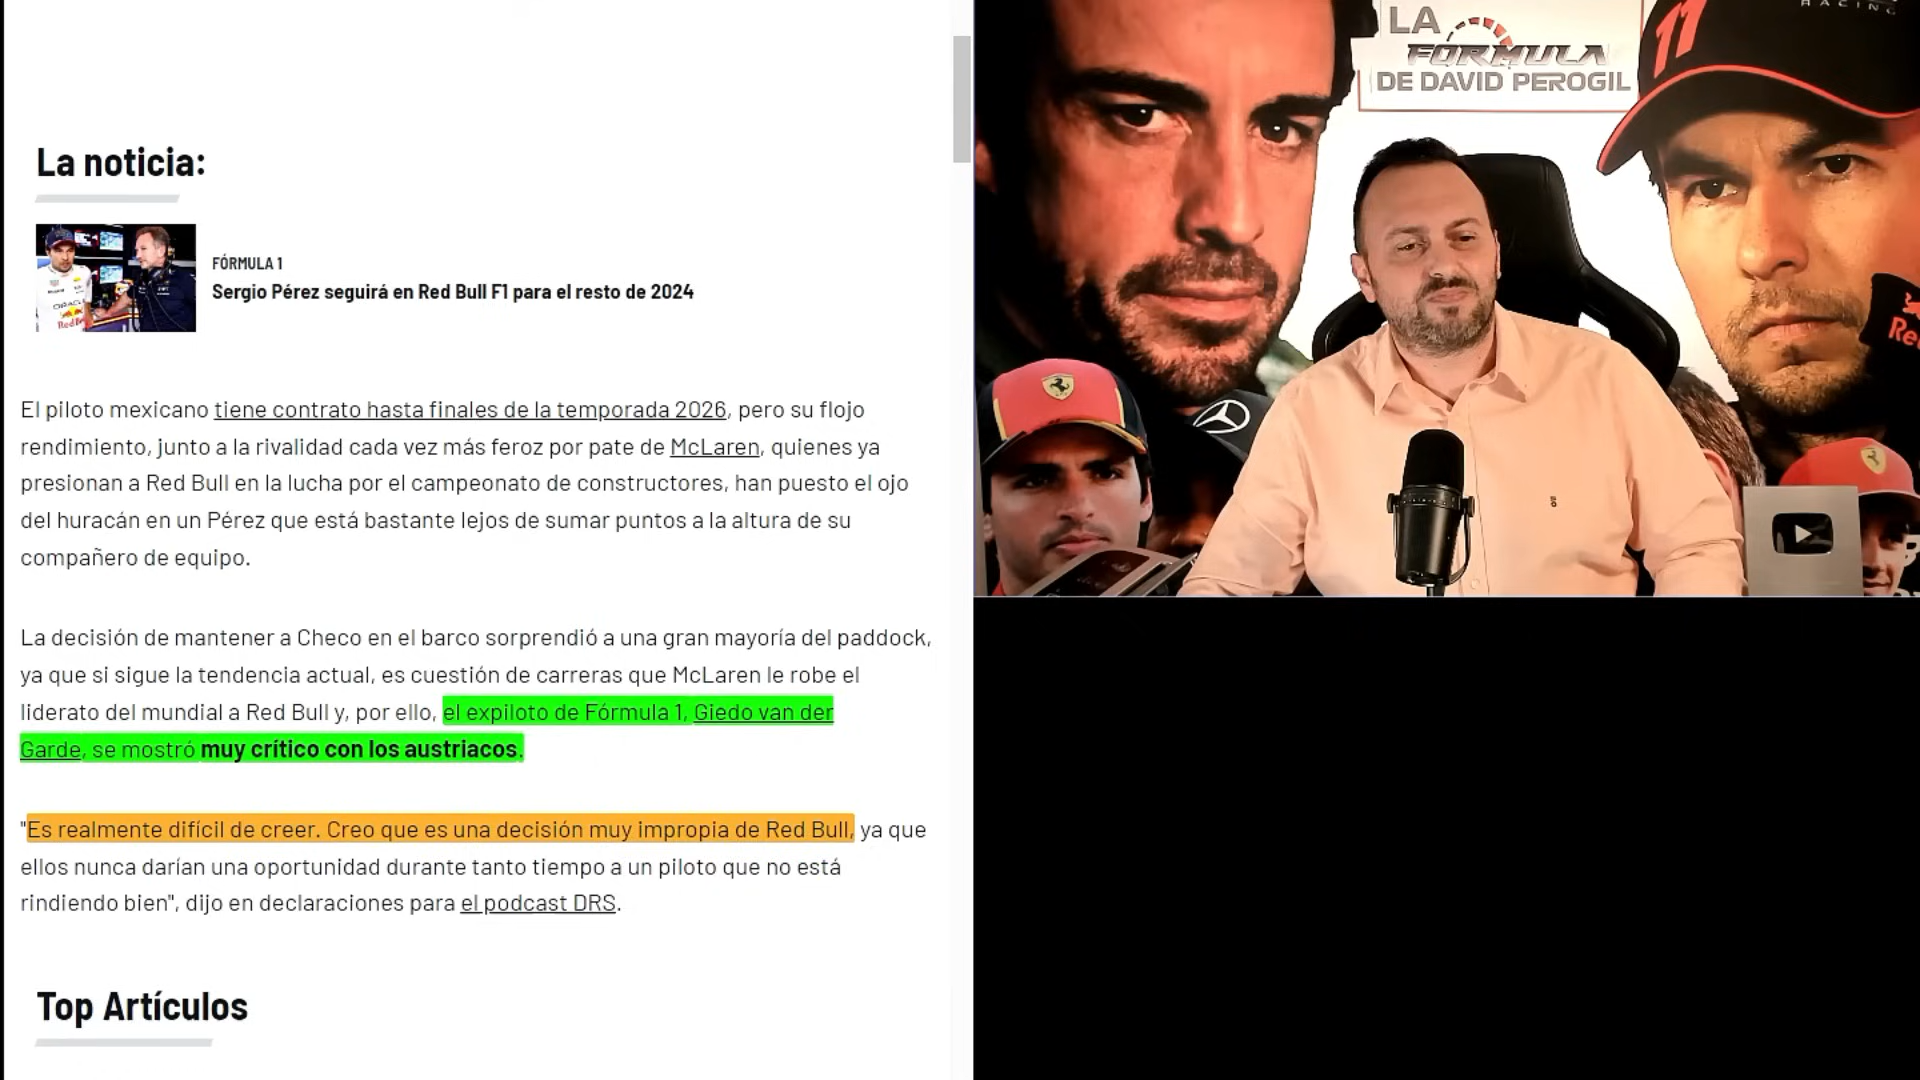 La noticia:
FÓRMULA 1
Sergio Pérez seguirá en Red Bull F1 para el resto de 2024
El piloto mexicano tiene contrato hasta finales de la temporada 2026, pero su flojo
rendimiento, junto a la rivalidad cada vez más feroz por pate de McLaren, quienes ya
presionan a Red Bull en la lucha por el campeonato de constructores, han puesto el ojo
del huracán en un Pérez que está bastante lejos de sumar puntos a la altura de su
compañero de equipo.
La decisión de mantener a Checo en el barco sorprendió a una gran mayoría del paddock,
ya que si sigue la tendencia actual, es cuestión de carreras que McLaren le robe el
liderato del mundial a Red Bull y, por ello, el expiloto de Fórmula 1, Giedo van der
Garde, se mostró muy crítico con los austriacos.
"Es realmente difícil de creer. Creo que es una decisión muy impropia de Red Bull, ya que
ellos nunca darían una oportunidad durante tanto tiempo a un piloto que no está
rindiendo bien", dijo en declaraciones para el podcast DRS.
Top Artículos
LA
FÓRMULA
DE DAVID PEROGIL
RACING
11